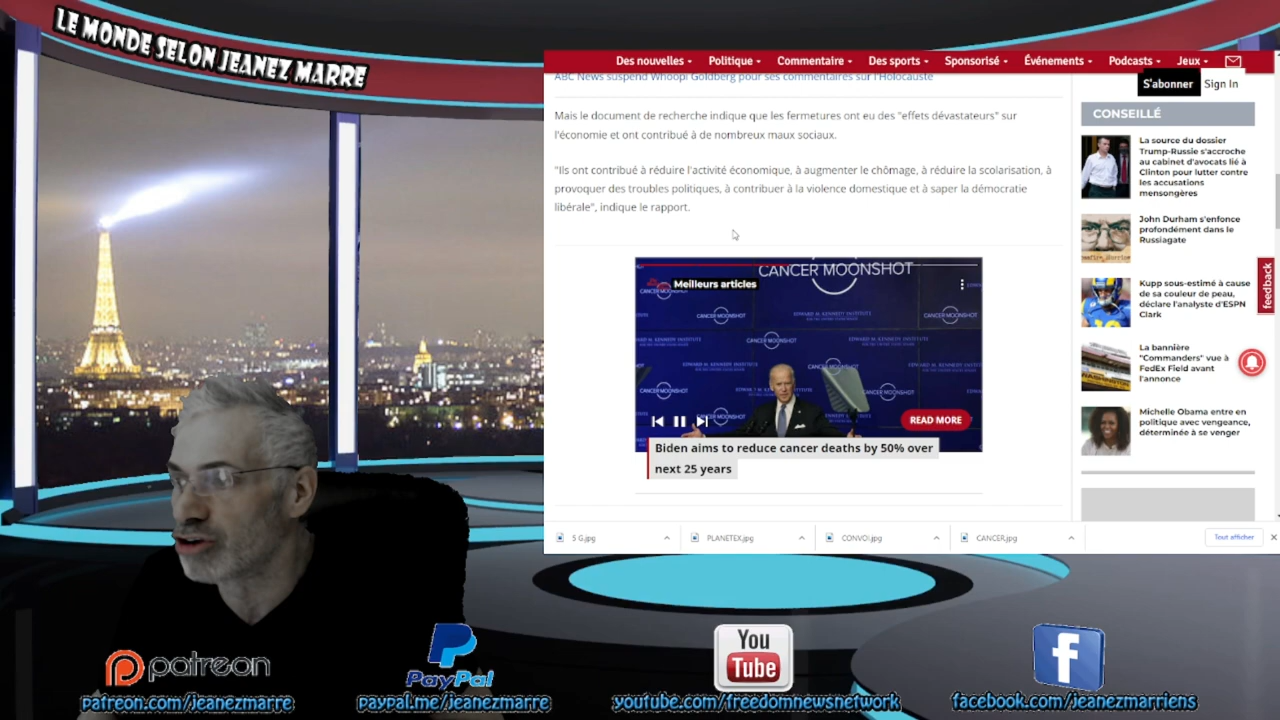 LE MONDE SELON JEANEZ MARRE
Des nouvelles Politique Commentaire Des sports Sponsorisé Événements Podcasts Jeux
S'abonner Sign In
ABC News suspend Whoopi Goldberg pour ses commentaires sur l'Holocauste
Mais le document de recherche indique que les fermetures ont eu des "effets dévastateurs" sur
l'économie et ont contribué à de nombreux maux sociaux.
"Ils ont contribué à réduire l'activité économique, à augmenter le chômage, à réduire la scolarisation, à
provoquer des troubles politiques, à contribuer à la violence domestique et à saper la démocratie
libérale", indique le rapport.
CANCER MOONSHOT
Meilleurs articles
READ MORE
Biden aims to reduce cancer deaths by 50% over
next 25 years
CONSEILLÉ
La source du dossier
Trump-Russie s'accroche
au cabinet d'avocats lié à
Clinton pour lutter contre
les accusations
mensongères
John Durham s'enfonce
profondément dans le
Russiagate
Kupp sous-estimé à cause
de sa couleur de peau,
déclare l'analyste d'ESPN
Clark
La bannière
"Commanders" vue à
FedEx Field avant
l'annonce
Michelle Obama entre en
politique avec vengeance,
déterminée à se venger
feedback
5 G.jpg PLANETEX.jpg CONVOI.jpg CANCER.jpg Tout afficher
patreon
patreon.com/jeanezmarre
PayPal
paypal.me/jeanezmarre
You
Tube
youtube.com/freedomnewsnetwork
f
facebook.com/jeanezmarriens